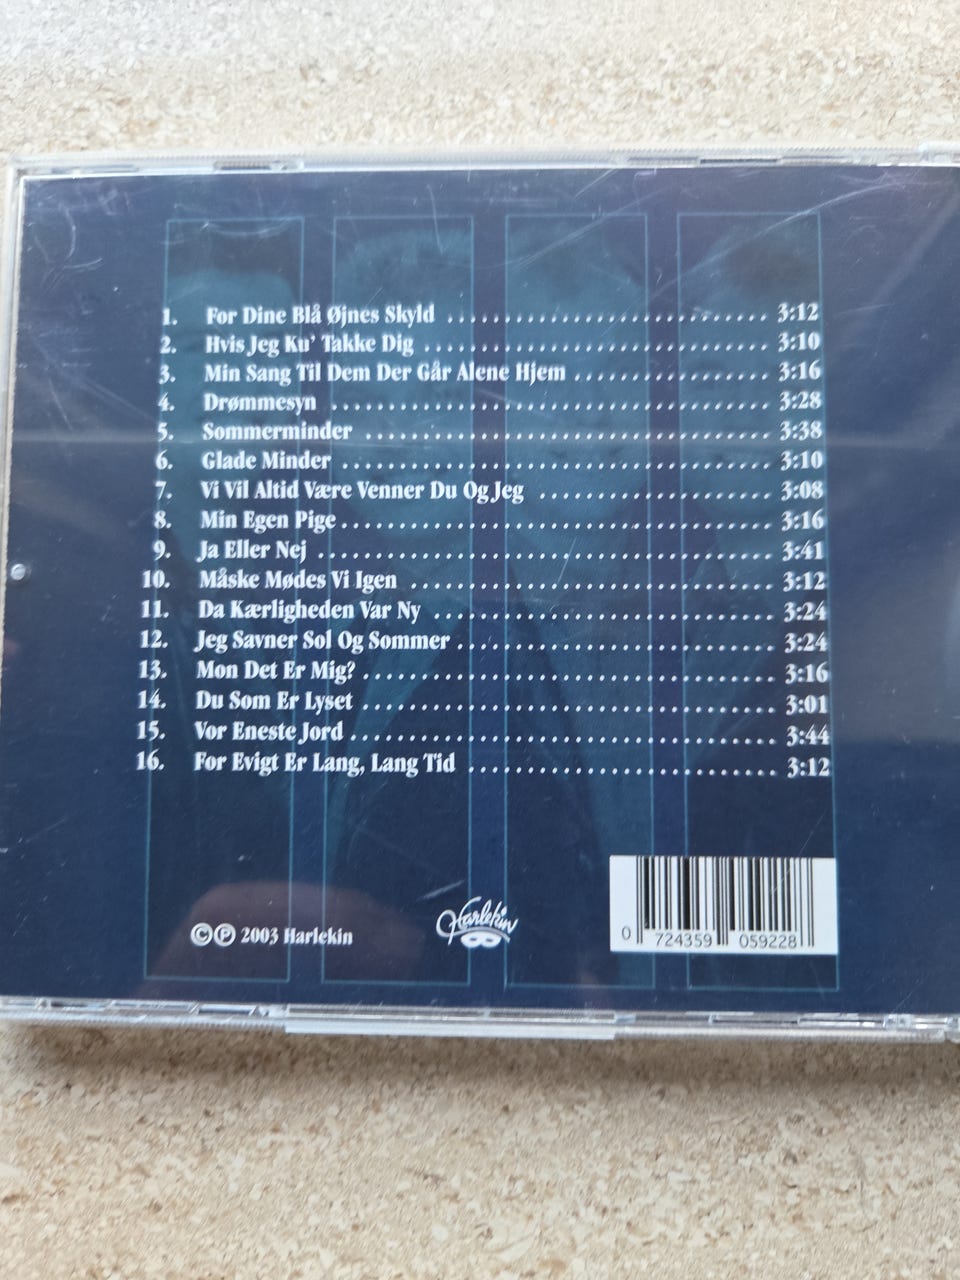 1. For Dine Blå Øjnes Skyld 3:12
2. Hvis Jeg Ku' Takke Dig 3:10
3. Min Sang Til Dem Der Går Alene Hjem 3:16
4. Drømmesyn 3:28
5. Sommerminder 3:38
6. Glade Minder 3:10
7. Vi Vil Altid Være Venner Du Og Jeg 3:08
8. Min Egen Pige 3:16
9. Ja Eller Nej 3:41
10. Måske Mødes Vi Igen 3:12
11. Da Kærligheden Var Ny 3:24
12. Jeg Savner Sol Og Sommer 3:24
13. Mon Det Er Mig? 3:16
14. Du Som Er Lyset 3:01
15. Vor Eneste Jord 3:44
16. For Evigt Er Lang, Lang Tid 3:12
©℗ 2003 Harlekin
Harlekin
0 724359 059228